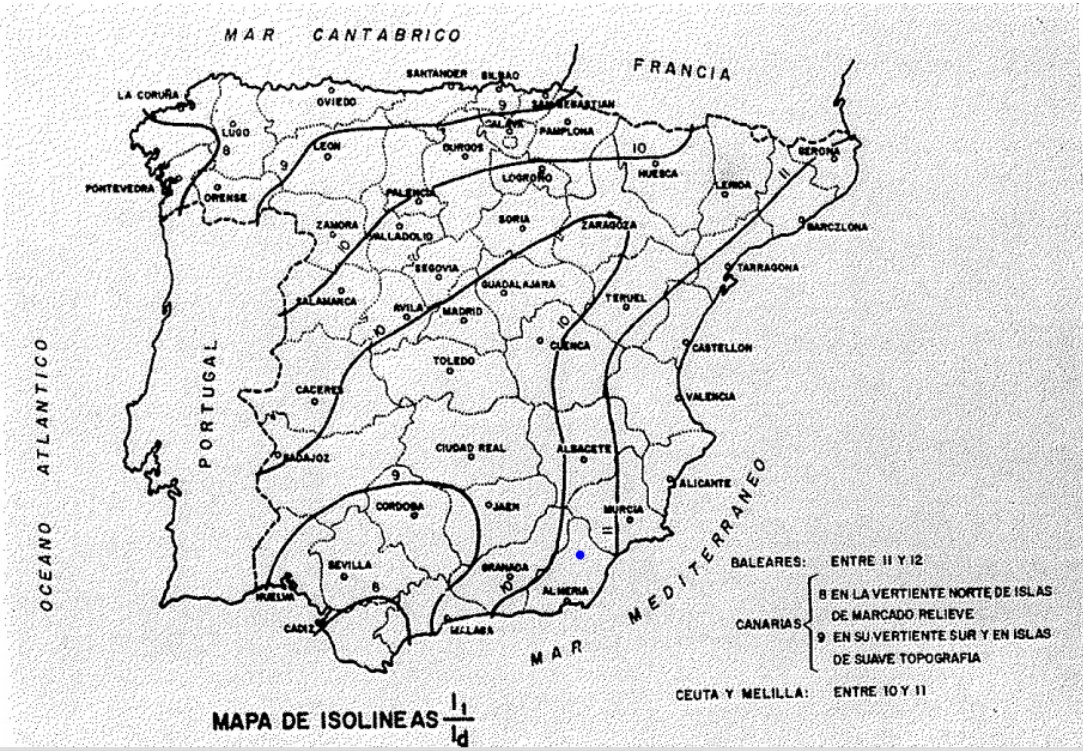 MAR CANTABRICO
FRANCIA
LA CORUÑA
OVIEDO
SANTANDER
BILBAO
SAN SEBASTIAN
LUGO
8
9
LEON
BURGOS
9
PAMPLONA
10
HUESCA
11
GERONA
PONTEVEDRA
ORENSE
PALENCIA
LOGROÑO
LERIDA
ZAMORA
VALLADOLID
SORIA
ZARAGOZA
BARCZLONA
10
SEGOVIA
TARRAGONA
SALAMANCA
AVILA
GUADALAJARA
TERUEL
10
MADRID
10
CUENCA
CASTELLON
TOLEDO
CACERES
VALENCIA
PORTUGAL
OCEANO ATLANTICO
BADAJOZ
CIUDAD REAL
ALBACETE
9
ALICANTE
CORDOBA
JAEN
MURCIA
11
SEVILLA
GRANADA
10
HUELVA
8
ALMERIA
CADIZ
MALAGA
MAR MEDITERRANEO
BALEARES: ENTRE 11 Y 12
CANARIAS
8 EN LA VERTIENTE NORTE DE ISLAS
DE MARCADO RELIEVE
9 EN SU VERTIENTE SUR Y EN ISLAS
DE SUAVE TOPOGRAFIA
CEUTA Y MELILLA: ENTRE 10 Y 11
MAPA DE ISOLINEAS I1/Id